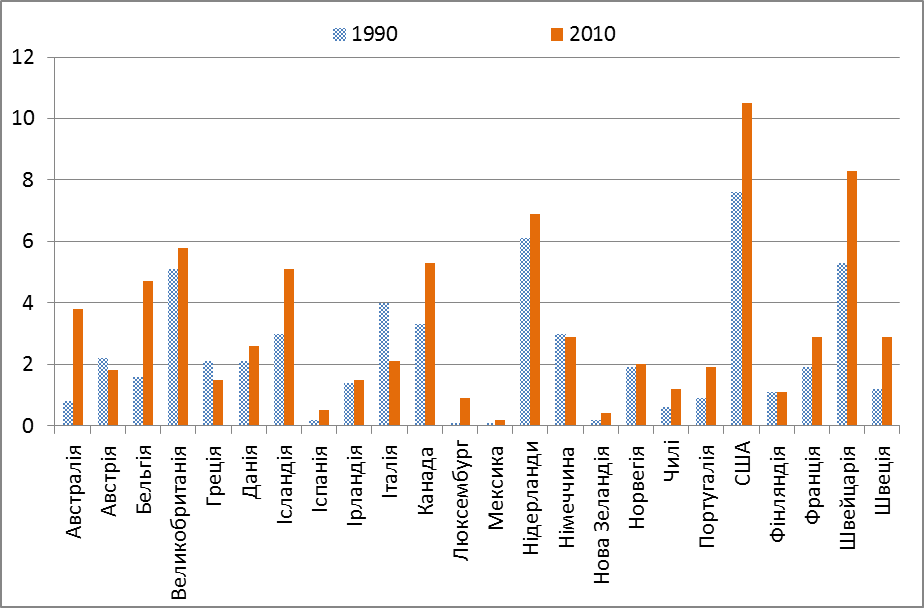 1990 2010
12
10
8
6
4
2
0
Австралія
Австрія
Бельгія
Великобританія
Греція
Данія
Ісландія
Іспанія
Ірландія
Італія
Канада
Люксембург
Мексика
Нідерланди
Німеччина
Нова Зеландія
Норвегія
Чилі
Португалія
США
Фінляндія
Франція
Швейцарія
Швеція